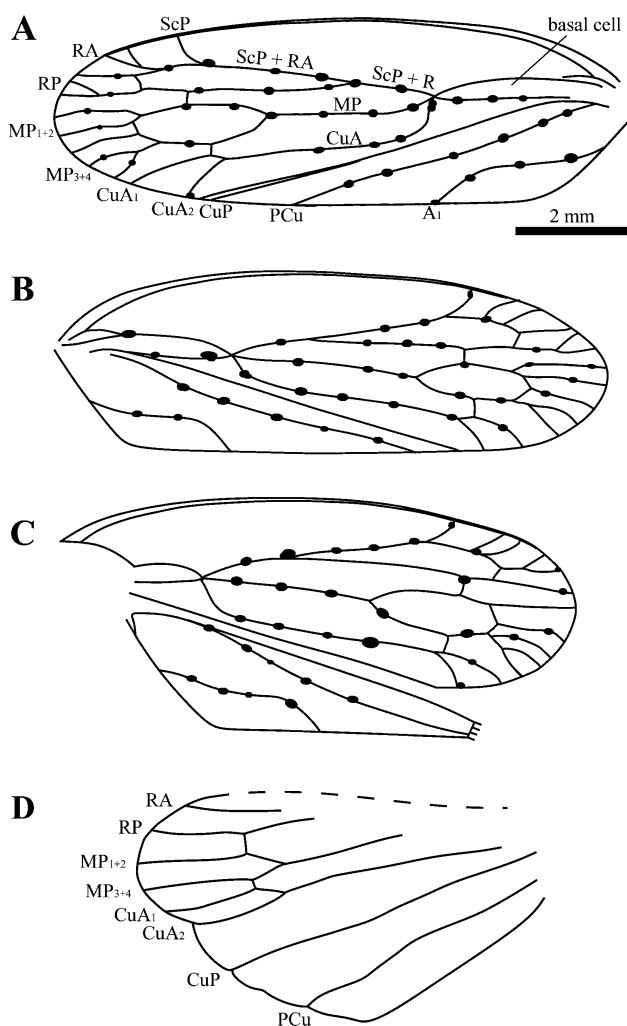 A
ScP
basal cell
RA
ScP + RA
ScP + R
RP
MP
MP1+2
CuA
MP3+4
CuA1
CuA2
CuP
PCu
A1
2 mm
B
C
D
RA
RP
MP1+2
MP3+4
CuA1
CuA2
CuP
PCu